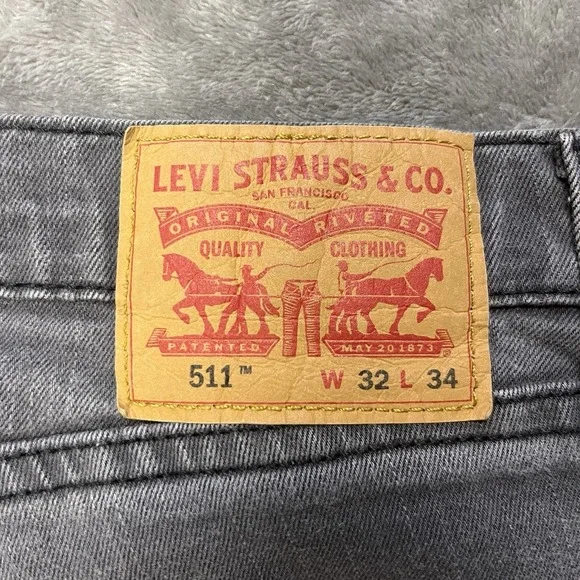 LEVI STRAUSS & CO.
SAN FRANCISCO
CAL
ORIGINAL RIVETED
QUALITY CLOTHING
PATENTED MAY 20 1873
511™ W 32 L 34